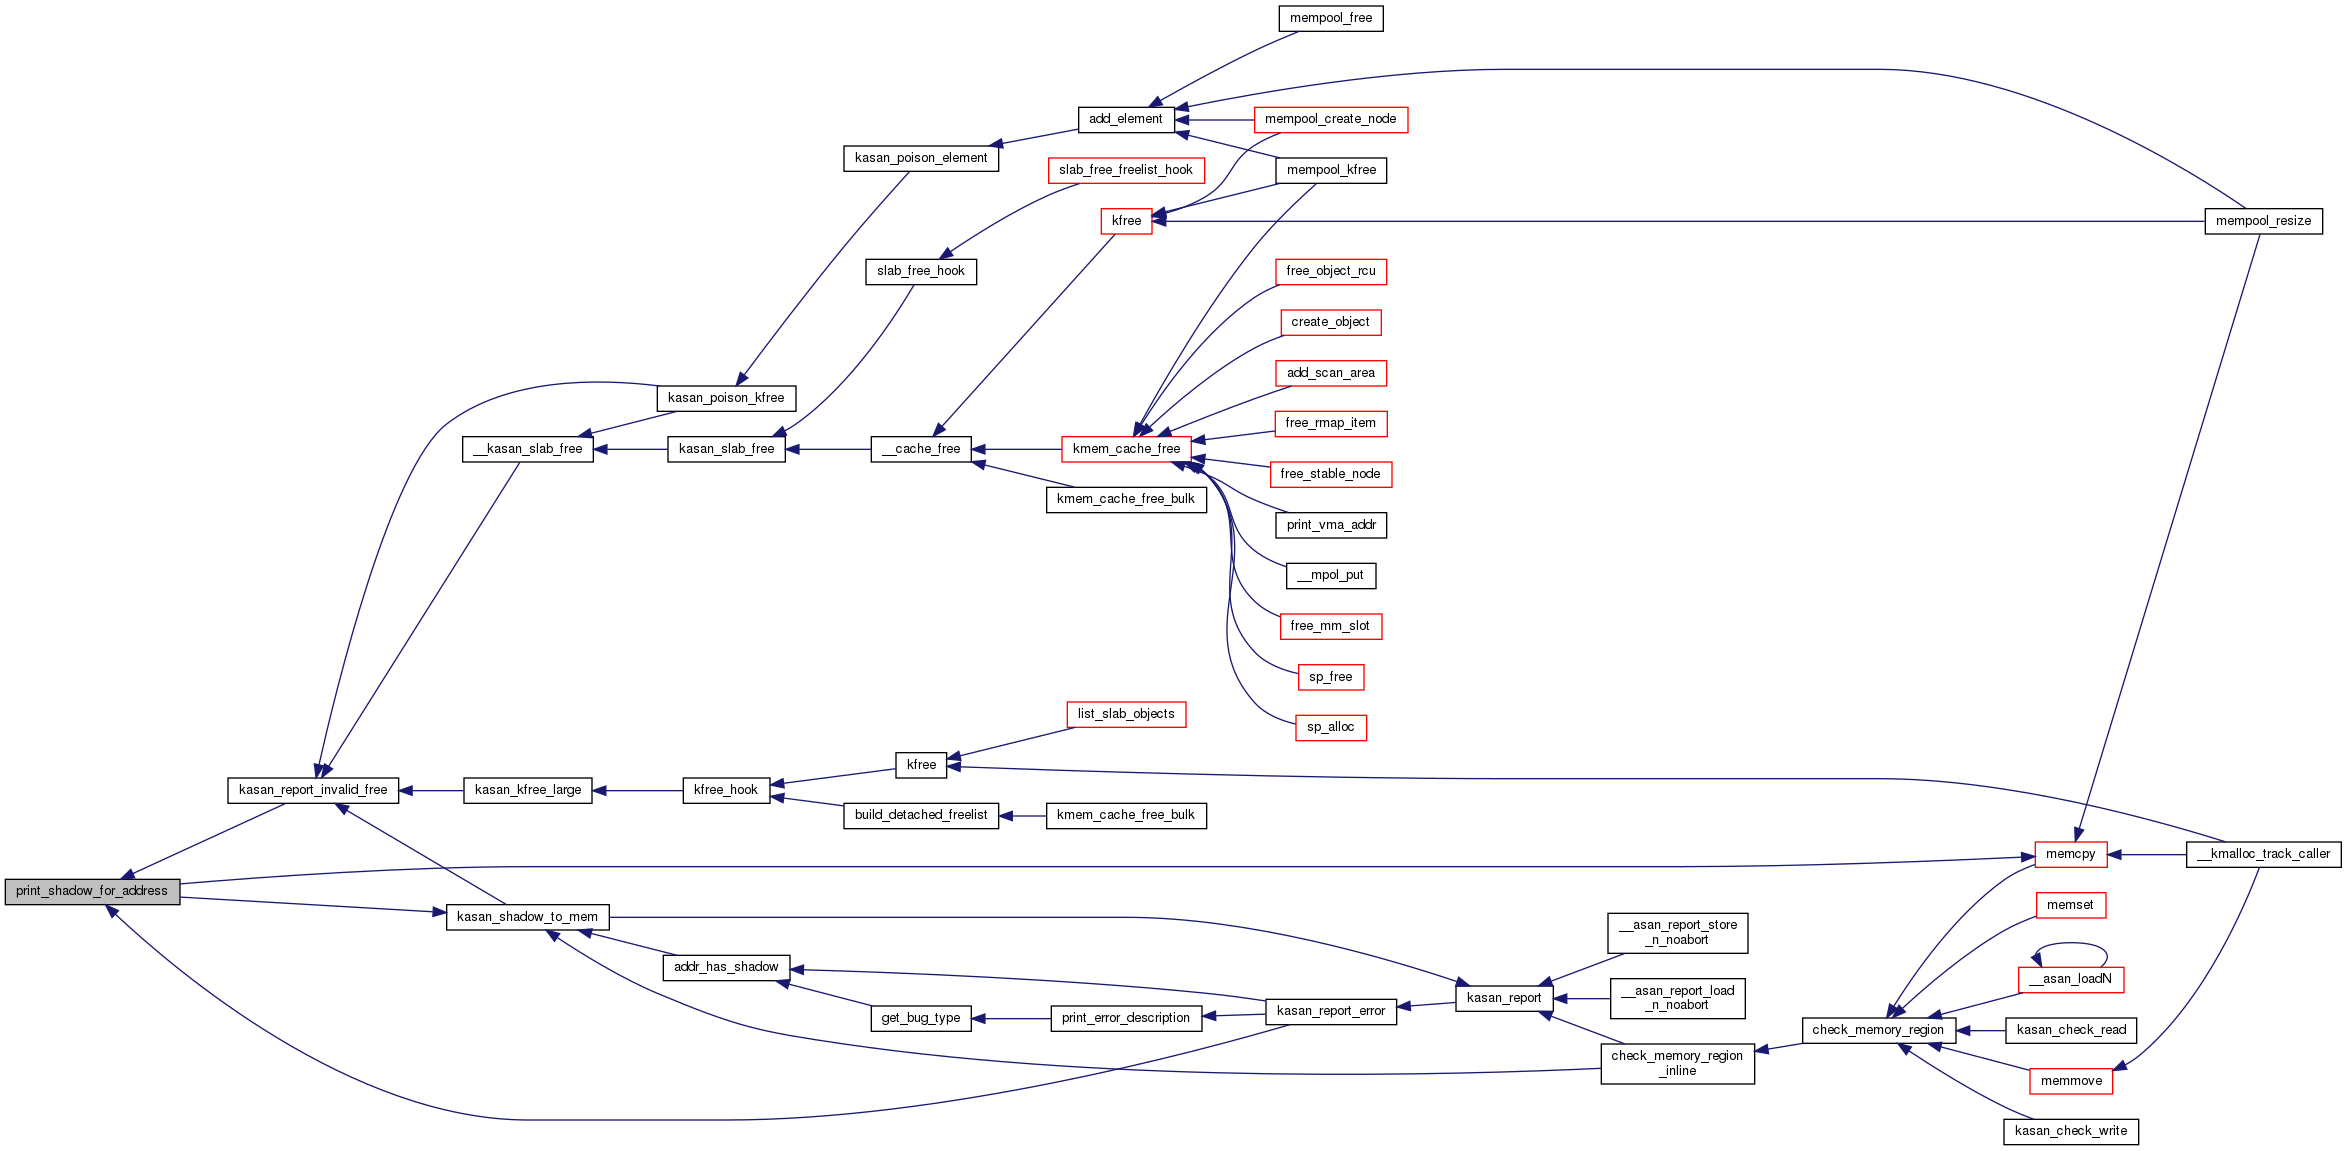 mempool_free
add_element
mempool_create_node
kasan_poison_element
slab_free_freelist_hook
mempool_kfree
kfree
mempool_resize
slab_free_hook
free_object_rcu
create_object
add_scan_area
kasan_poison_kfree
free_rmap_item
__kasan_slab_free
kasan_slab_free
__cache_free
kmem_cache_free
free_stable_node
kmem_cache_free_bulk
print_vma_addr
__mpol_put
free_mm_slot
sp_free
list_slab_objects
sp_alloc
kfree
kasan_report_invalid_free
kasan_kfree_large
kfree_hook
build_detached_freelist
kmem_cache_free_bulk
memcpy
__kmalloc_track_caller
print_shadow_for_address
kasan_shadow_to_mem
memset
__asan_report_store
_n_noabort
addr_has_shadow
__asan_loadN
kasan_report
__asan_report_load
_n_noabort
get_bug_type
print_error_description
kasan_report_error
check_memory_region
kasan_check_read
check_memory_region
_inline
memmove
kasan_check_write